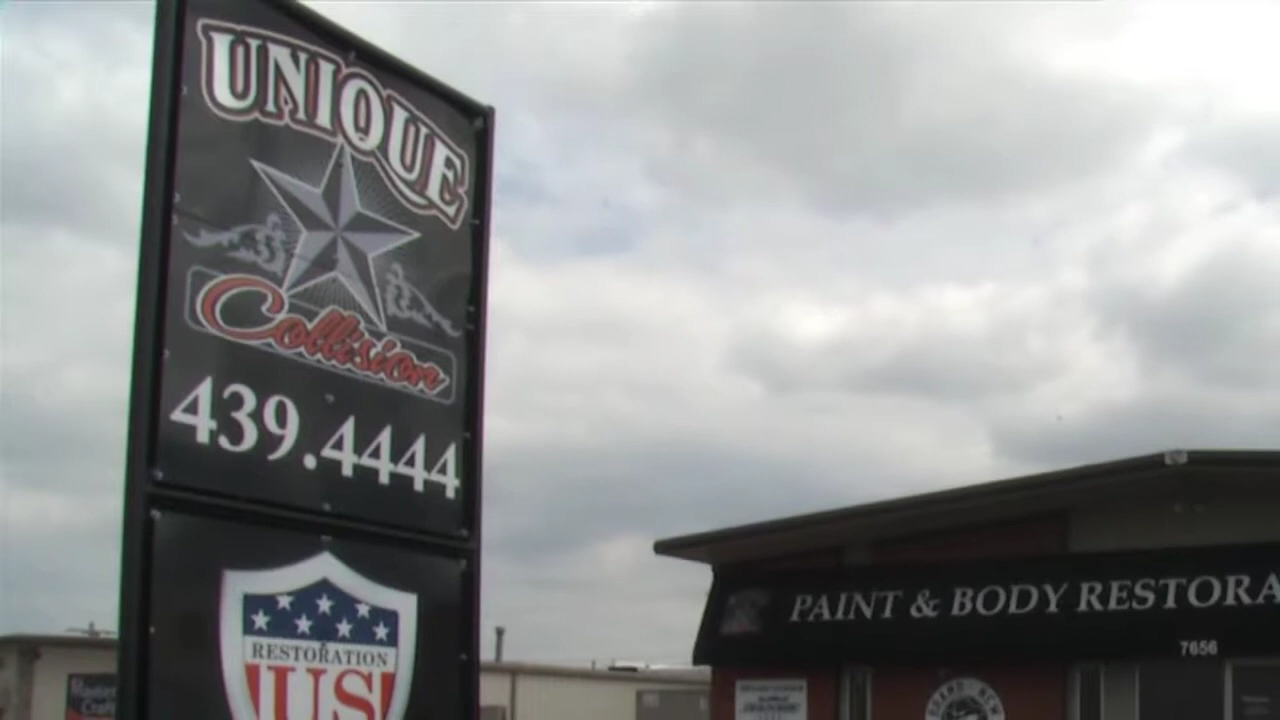 UNIQUE
Collision
439.4444
RESTORATION
US
PAINT & BODY RESTORA
7656